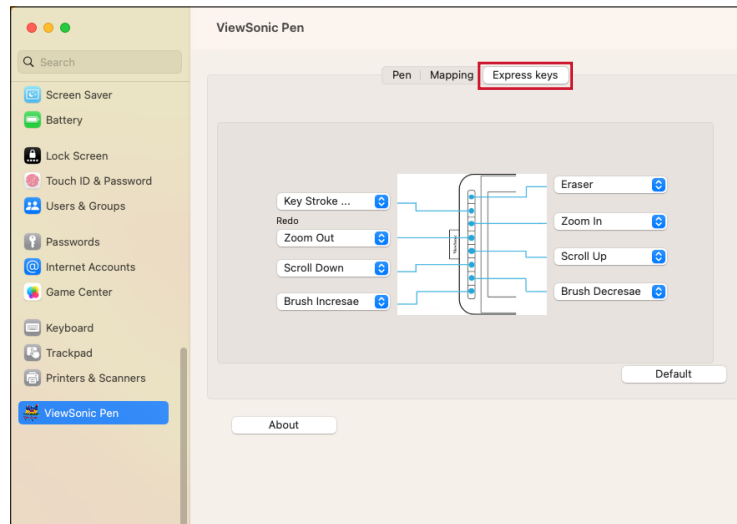 ViewSonic Pen
Search
Screen Saver
Battery
Lock Screen
Touch ID & Password
Users & Groups
Passwords
Internet Accounts
Game Center
Keyboard
Trackpad
Printers & Scanners
ViewSonic Pen
Pen Mapping Express keys
Key Stroke ...
Redo
Zoom Out
Scroll Down
Brush Incresae
Eraser
Zoom In
Scroll Up
Brush Decresae
Default
About